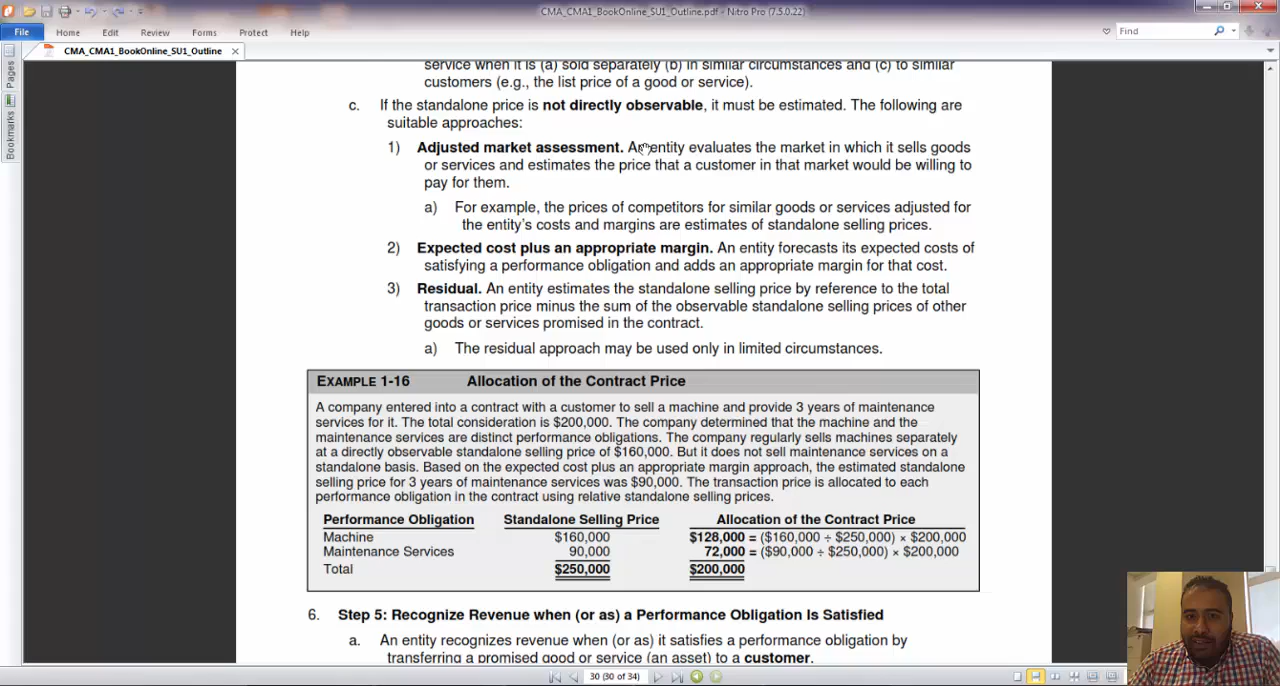 CMA_CMA1_BookOnline_SU1_Outline.pdf - Nitro Pro (7.5.0.22)
File Home Edit Review Forms Protect Help
Find
CMA_CMA1_BookOnline_SU1_Outline
Pages
Bookmarks
service when it is (a) sold separately (b) in similar circumstances and (c) to similar
customers (e.g., the list price of a good or service).
c. If the standalone price is not directly observable, it must be estimated. The following are
suitable approaches:
1) Adjusted market assessment. An entity evaluates the market in which it sells goods
or services and estimates the price that a customer in that market would be willing to
pay for them.
a) For example, the prices of competitors for similar goods or services adjusted for
the entity's costs and margins are estimates of standalone selling prices.
2) Expected cost plus an appropriate margin. An entity forecasts its expected costs of
satisfying a performance obligation and adds an appropriate margin for that cost.
3) Residual. An entity estimates the standalone selling price by reference to the total
transaction price minus the sum of the observable standalone selling prices of other
goods or services promised in the contract.
a) The residual approach may be used only in limited circumstances.
EXAMPLE 1-16 Allocation of the Contract Price
A company entered into a contract with a customer to sell a machine and provide 3 years of maintenance
services for it. The total consideration is $200,000. The company determined that the machine and the
maintenance services are distinct performance obligations. The company regularly sells machines separately
at a directly observable standalone selling price of $160,000. But it does not sell maintenance services on a
standalone basis. Based on the expected cost plus an appropriate margin approach, the estimated standalone
selling price for 3 years of maintenance services was $90,000. The transaction price is allocated to each
performance obligation in the contract using relative standalone selling prices.
Performance Obligation Standalone Selling Price Allocation of the Contract Price
Machine $160,000 $128,000 = ($160,000 ÷ $250,000) × $200,000
Maintenance Services 90,000 72,000 = ($90,000 ÷ $250,000) × $200,000
Total $250,000 $200,000
6. Step 5: Recognize Revenue when (or as) a Performance Obligation Is Satisfied
a. An entity recognizes revenue when (or as) it satisfies a performance obligation by
transferring a promised good or service (an asset) to a customer.
30 (30 of 34)